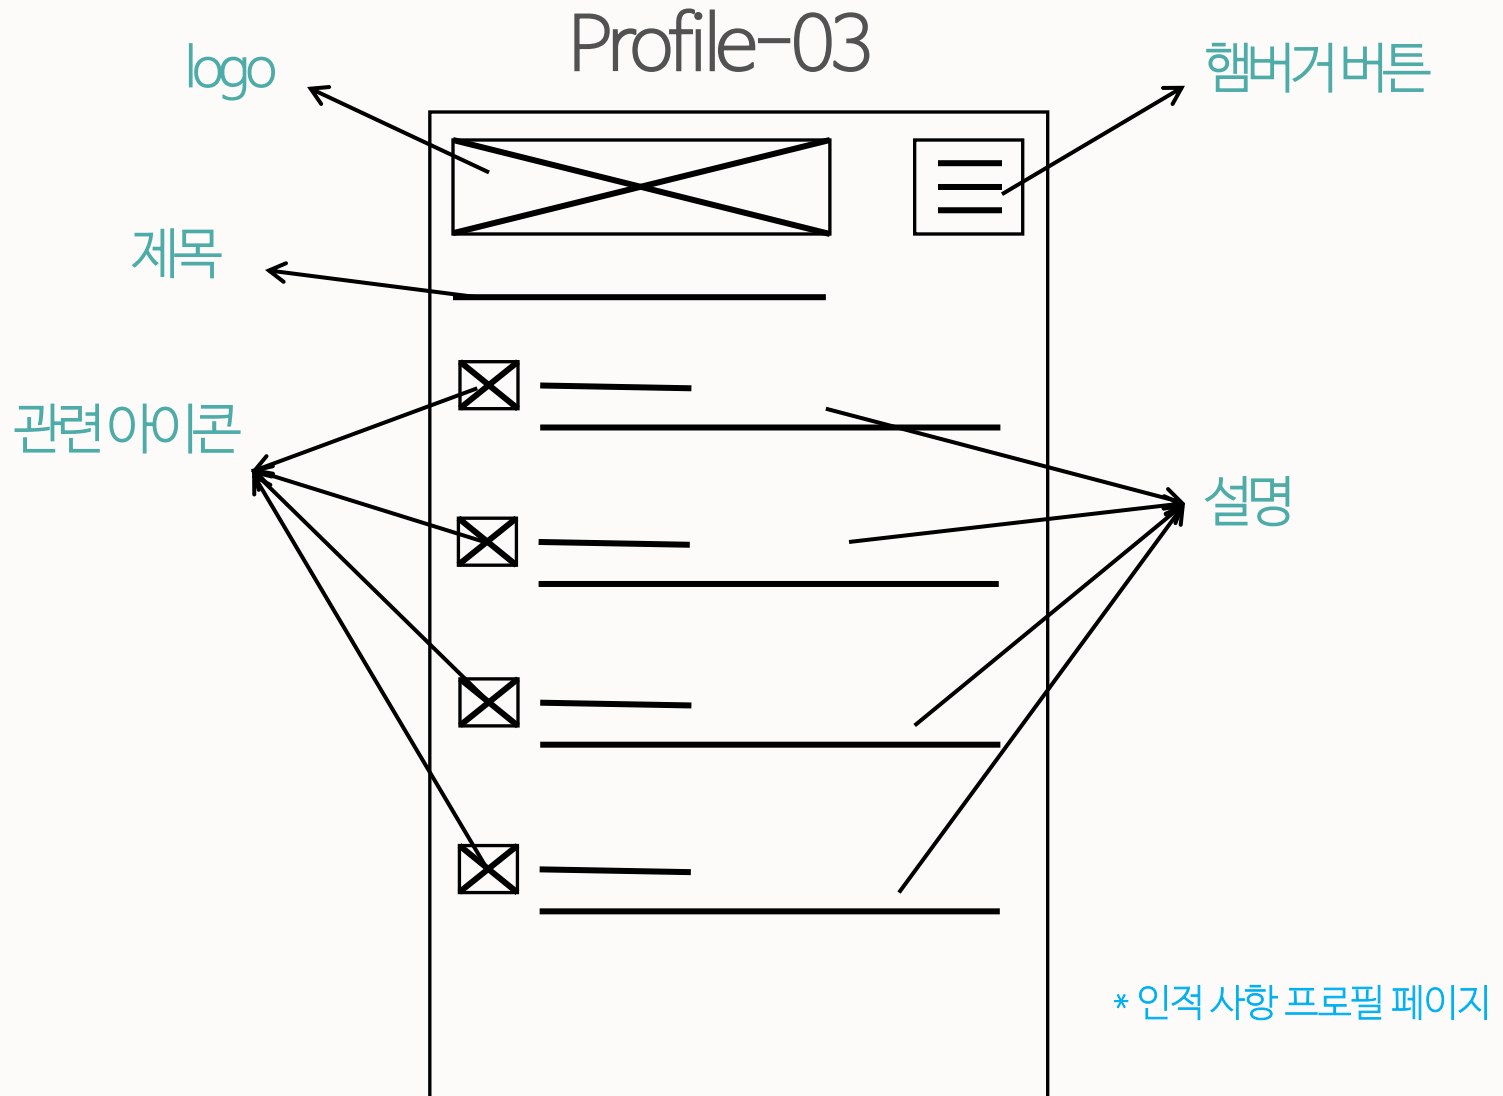 Profile-03
logo
햄버거 버튼
제목
관련 아이콘
설명
* 인적 사항 프로필 페이지